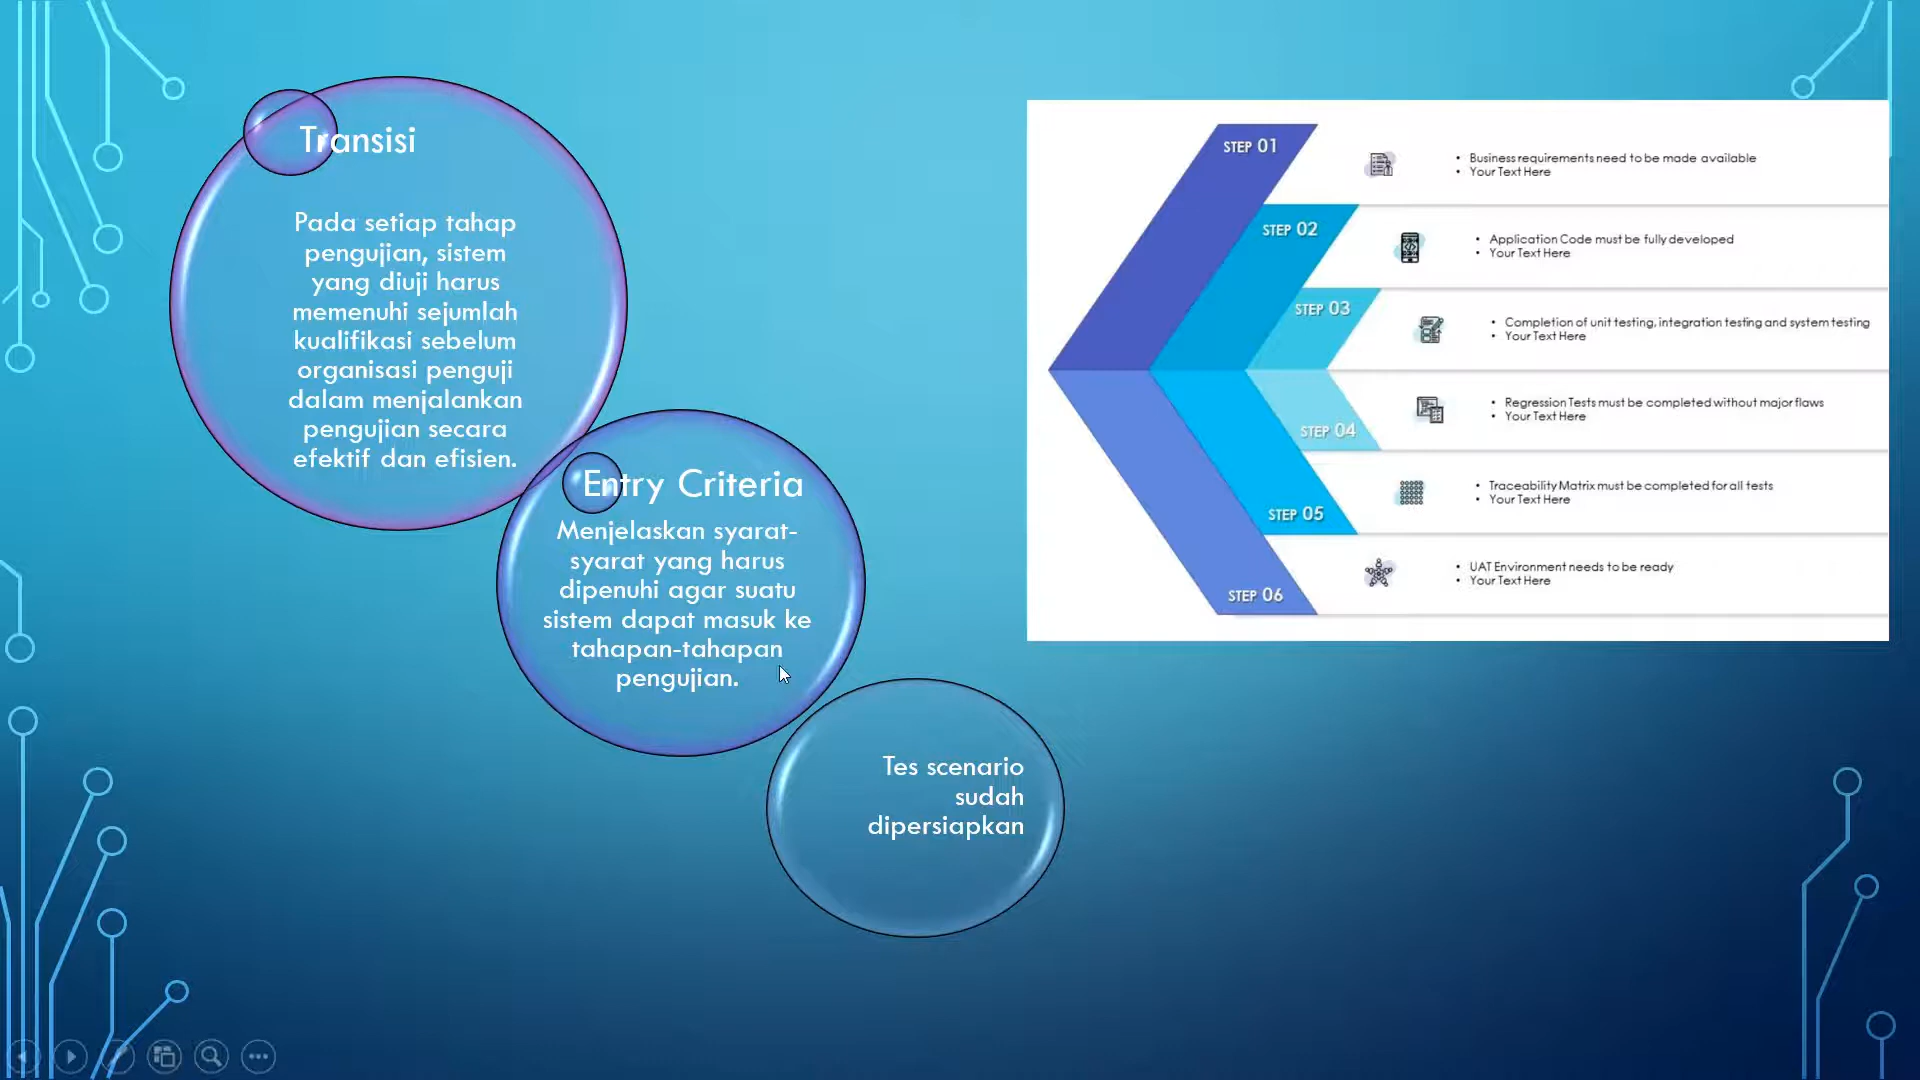 Transisi
Pada setiap tahap
pengujian, sistem
yang diuji harus
memenuhi sejumlah
kualifikasi sebelum
organisasi penguji
dalam menjalankan
pengujian secara
efektif dan efisien.
Entry Criteria
Menjelaskan syarat-
syarat yang harus
dipenuhi agar suatu
sistem dapat masuk ke
tahapan-tahapan
pengujian.
Tes scenario
sudah
dipersiapkan
STEP 01
• Business requirements need to be made available
• Your Text Here
STEP 02
• Application Code must be fully developed
• Your Text Here
STEP 03
• Completion of unit testing, integration testing and system testing
• Your Text Here
STEP 04
• Regression Tests must be completed without major flaws
• Your Text Here
STEP 05
• Traceability Matrix must be completed for all tests
• Your Text Here
STEP 06
• UAT Environment needs to be ready
• Your Text Here